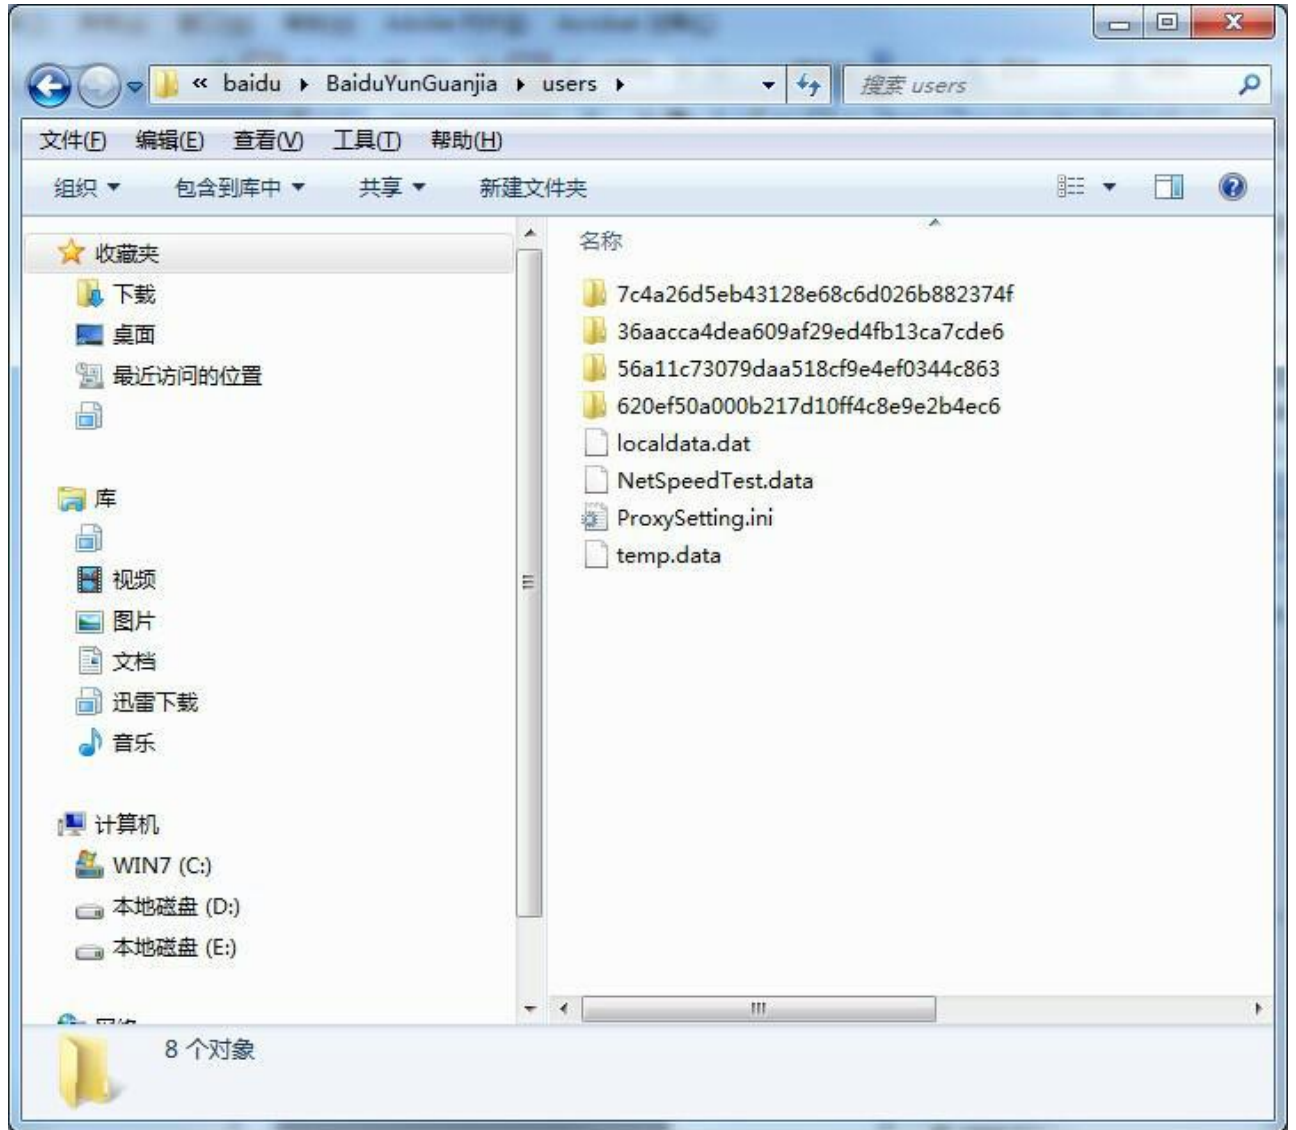 « baidu BaiduYunGuanjia users
搜索 users
文件(F) 编辑(E) 查看(V) 工具(T) 帮助(H)
组织 包含到库中 共享 新建文件夹
收藏夹
下载
桌面
最近访问的位置
库
视频
图片
文档
迅雷下载
音乐
计算机
WIN7 (C:)
本地磁盘 (D:)
本地磁盘 (E:)
网络
名称
7c4a26d5eb43128e68c6d026b882374f
36aacca4dea609af29ed4fb13ca7cde6
56a11c73079daa518cf9e4ef0344c863
620ef50a000b217d10ff4c8e9e2b4ec6
localdata.dat
NetSpeedTest.data
ProxySetting.ini
temp.data
8 个对象